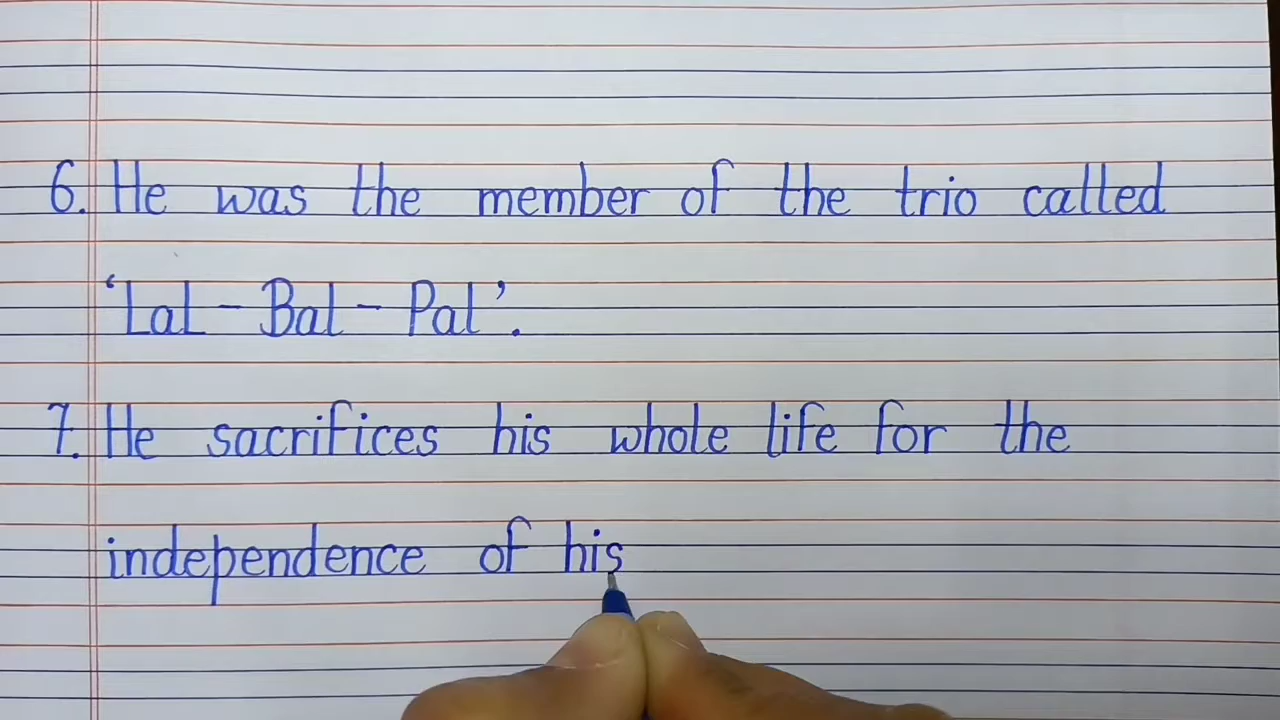 6. He was the member of the trio called
‘Lal - Bal - Pal’.
7. He sacrifices his whole life for the
independence of his